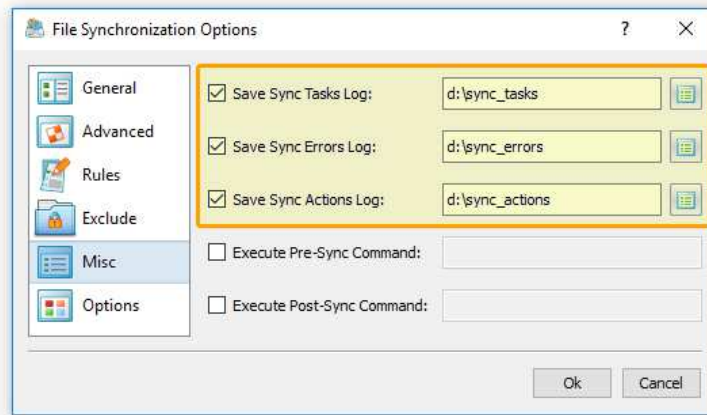 File Synchronization Options
?
General
Advanced
Rules
Exclude
Misc
Options
Save Sync Tasks Log: d:\sync_tasks
Save Sync Errors Log: d:\sync_errors
Save Sync Actions Log: d:\sync_actions
Execute Pre-Sync Command:
Execute Post-Sync Command:
Ok Cancel